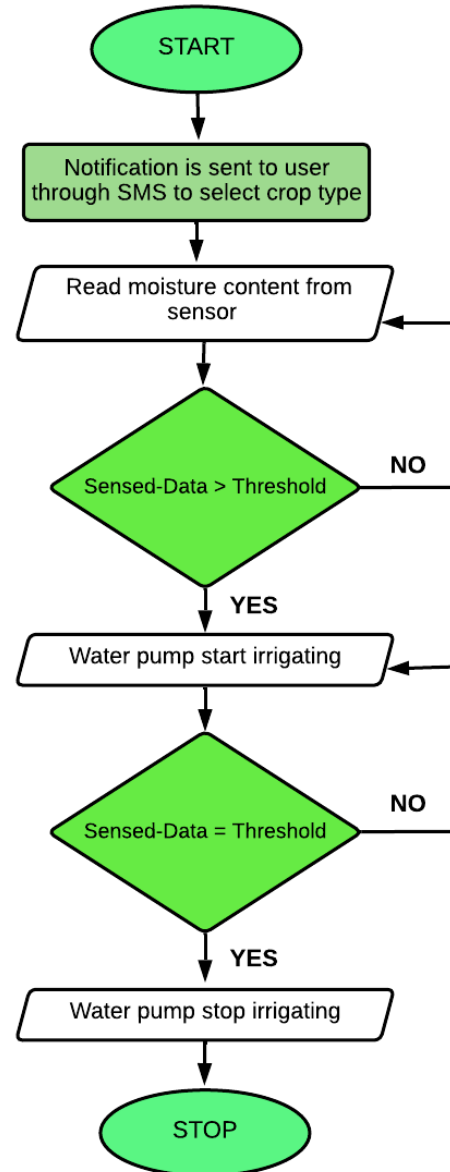 START
Notification is sent to user
through SMS to select crop type
Read moisture content from
sensor
Sensed-Data > Threshold
NO
YES
Water pump start irrigating
Sensed-Data = Threshold
NO
YES
Water pump stop irrigating
STOP